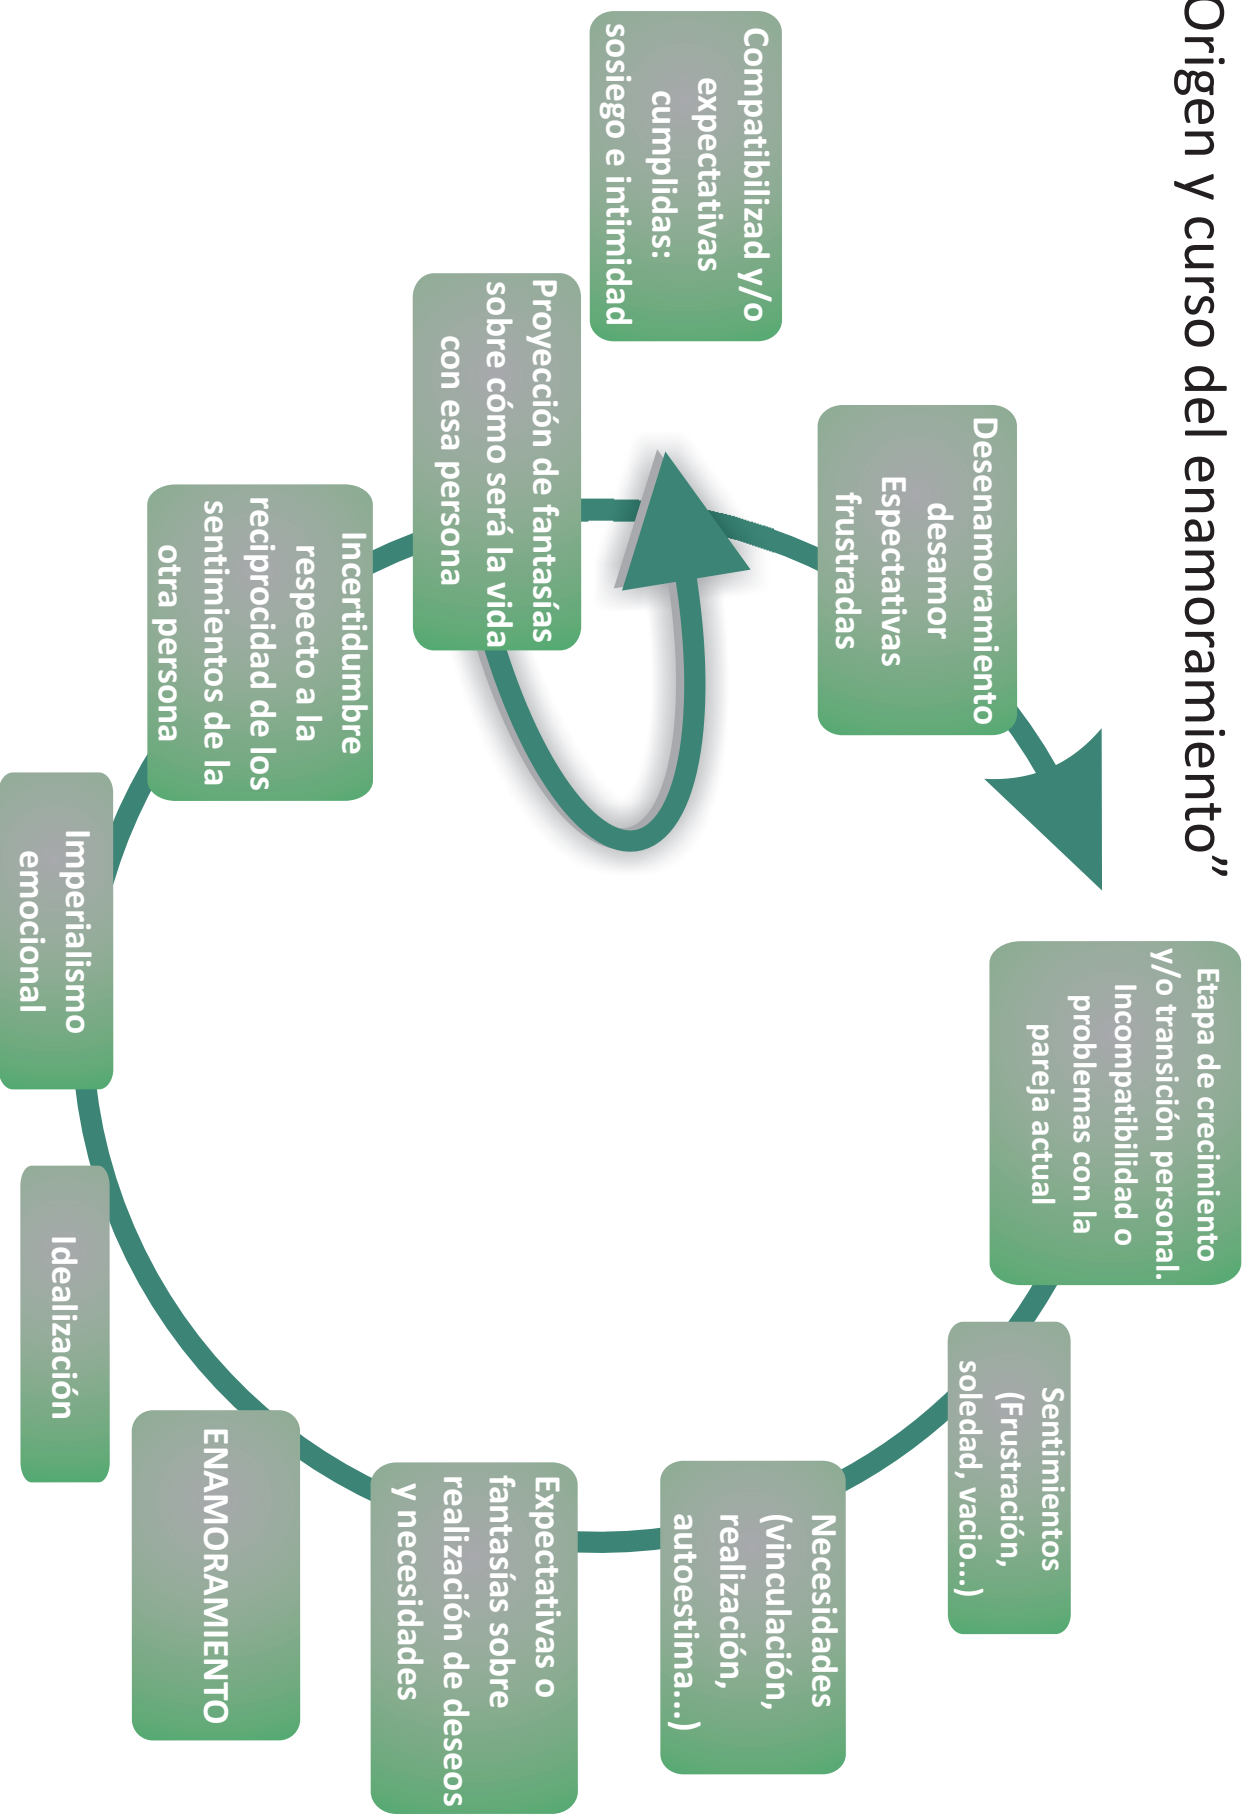 Origen y curso del enamoramiento”
Etapa de crecimiento
y/o transición personal.
Incompatibilidad o
problemas con la
pareja actual
Sentimientos
(Frustración,
soledad, vacio...)
Necesidades
(vinculación,
realización,
autoestima...)
Expectativas o
fantasías sobre
realización de deseos
y necesidades
ENAMORAMIENTO
Idealización
Imperialismo
emocional
Incertidumbre
respecto a la
reciprocidad de los
sentimientos de la
otra persona
Proyección de fantasías
sobre cómo será la vida
con esa persona
Compatibilizad y/o
expectativas
cumplidas:
sosiego e intimidad
Desenamoramiento
desamor
Espectativas
frustradas